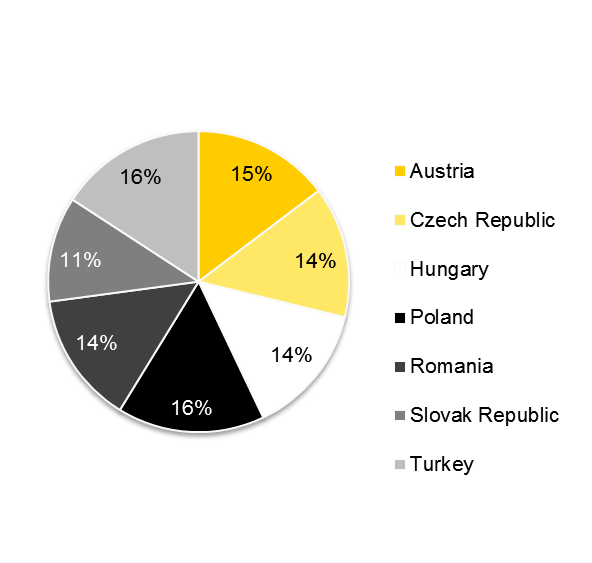 16%
15%
11%
14%
14%
14%
16%
Austria
Czech Republic
Hungary
Poland
Romania
Slovak Republic
Turkey